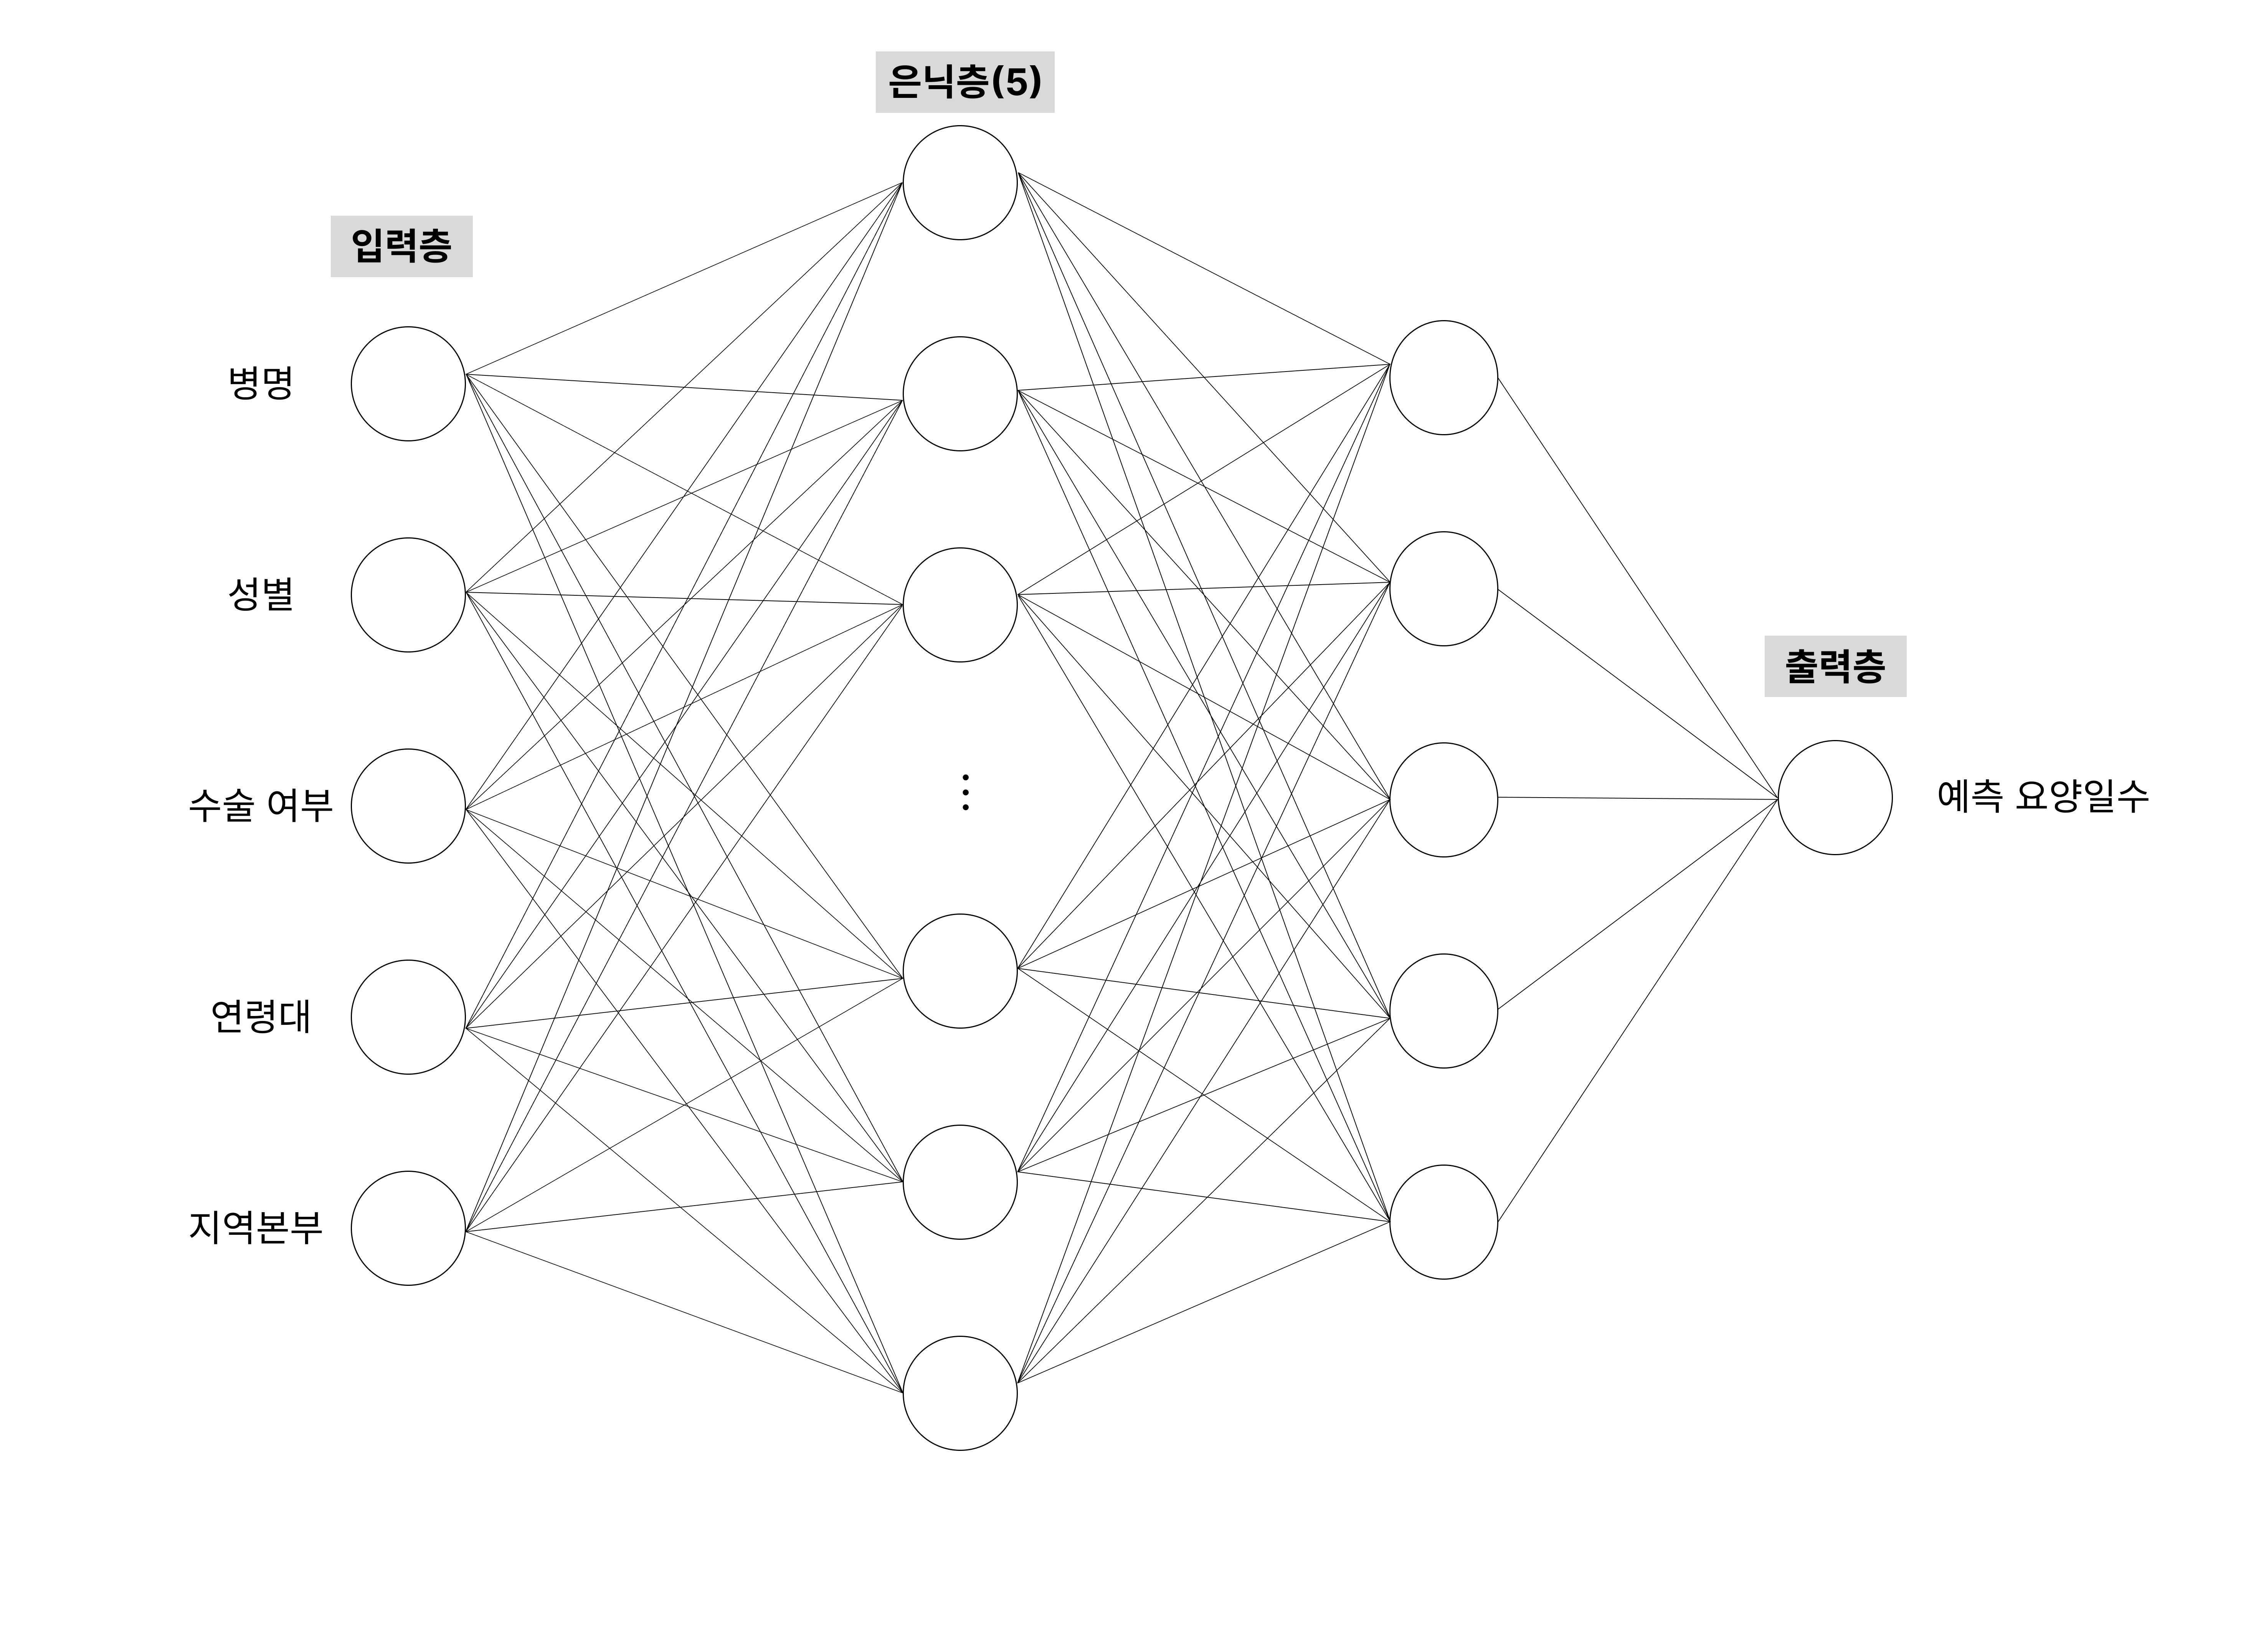 은닉층(5)
입력층
병명
성별
수술 여부
연령대
지역본부
출력층
예측 요양일수